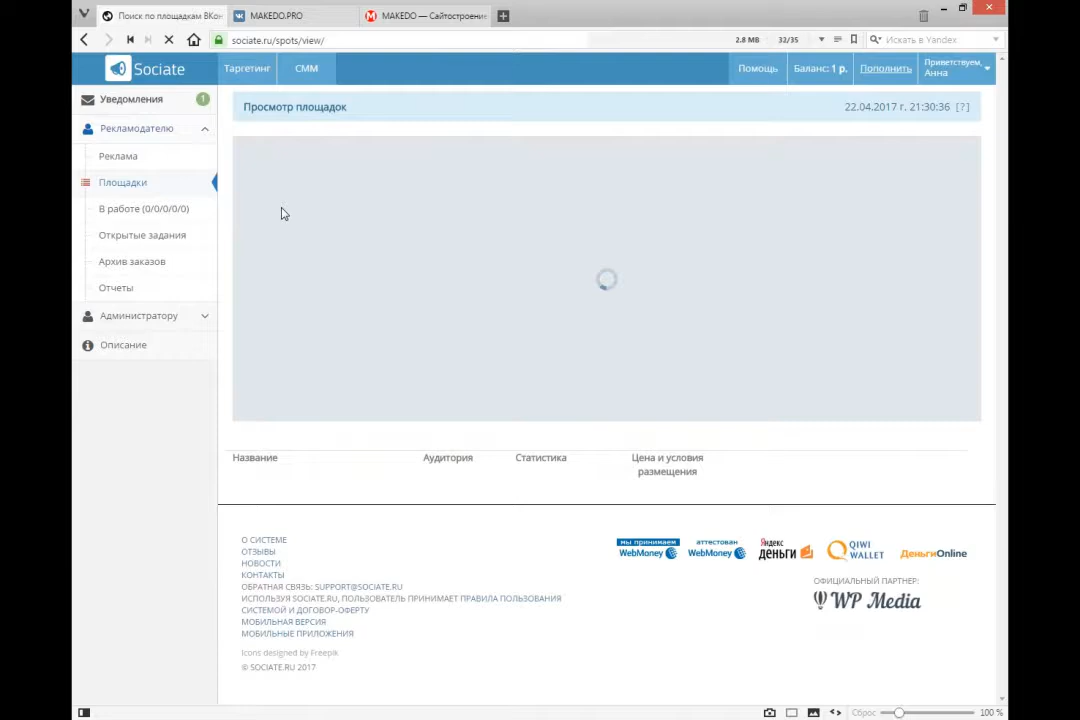 Поиск по площадкам ВКон
MAKEDO.PRO
MAKEDO — Сайтостроение
sociate.ru/spots/view/
2.8 MB
32/35
Искать в Yandex
Sociate
Таргетинг
СММ
Помощь
Баланс: 1 р.
Пополнить
Приветствуем,
Анна
Уведомления
1
Рекламодателю
Реклама
Площадки
В работе (0/0/0/0/0)
Открытые задания
Архив заказов
Отчеты
Администратору
Описание
Просмотр площадок
22.04.2017 г. 21:30:36 [?]
Название
Аудитория
Статистика
Цена и условия
размещения
О СИСТЕМЕ
ОТЗЫВЫ
НОВОСТИ
КОНТАКТЫ
ОБРАТНАЯ СВЯЗЬ: SUPPORT@SOCIATE.RU
ИСПОЛЬЗУЯ SOCIATE.RU, ПОЛЬЗОВАТЕЛЬ ПРИНИМАЕТ ПРАВИЛА ПОЛЬЗОВАНИЯ
СИСТЕМОЙ И ДОГОВОР-ОФЕРТУ
МОБИЛЬНАЯ ВЕРСИЯ
МОБИЛЬНЫЕ ПРИЛОЖЕНИЯ
Icons designed by Freepik
© SOCIATE.RU 2017
мы принимаем
WebMoney
аттестован
WebMoney
Яндекс
деньги
QIWI
WALLET
ДеньгиOnline
ОФИЦИАЛЬНЫЙ ПАРТНЕР:
WP Media
Сброс
100 %